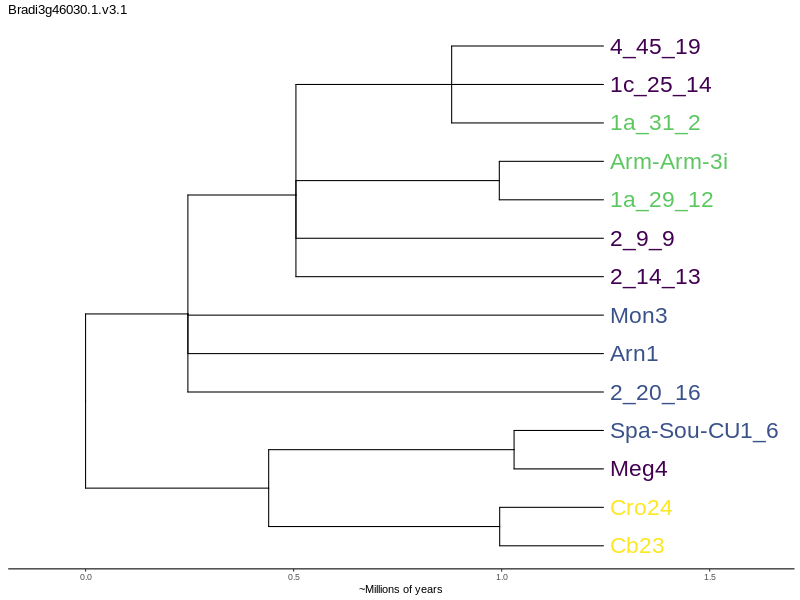 Bradi3g46030.1.v3.1
4_45_19
1c_25_14
1a_31_2
Arm-Arm-3i
1a_29_12
2_9_9
2_14_13
Mon3
Arn1
2_20_16
Spa-Sou-CU1_6
Meg4
Cro24
Cb23
0.0 0.5 1.0 1.5
~Millions of years